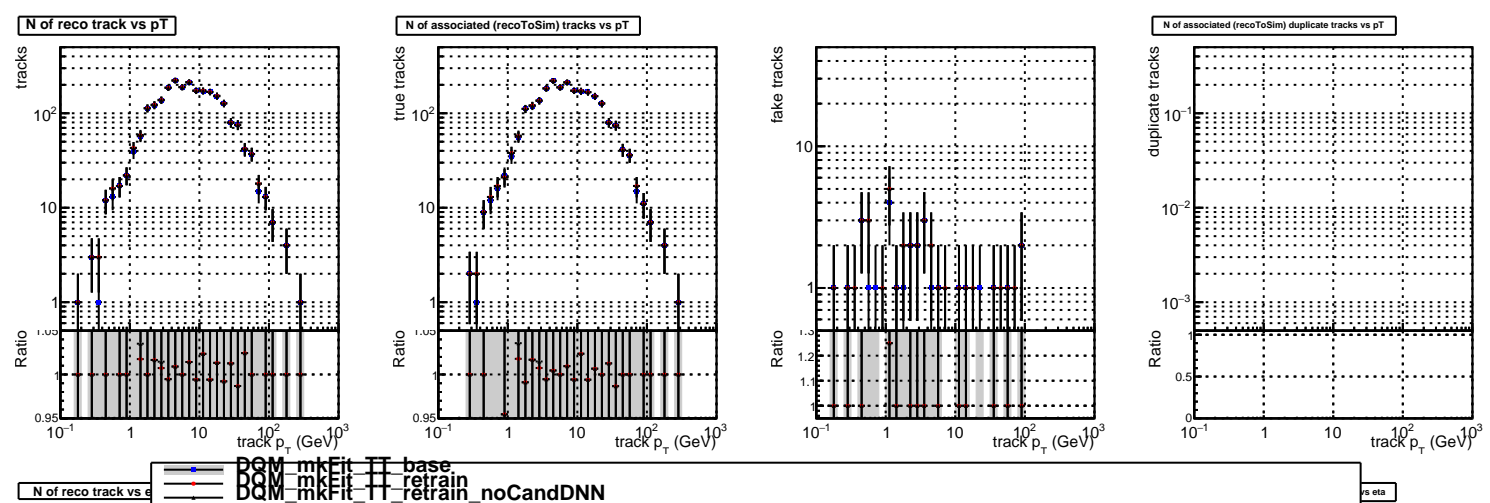 N of reco track vs pT
N of associated (recoToSim) tracks vs pT
N of associated (recoToSim) duplicate tracks vs pT
tracks
10²
10
1
Ratio
1.05
1
0.95
10⁻¹ 1 10 10² 10³
track p_T (GeV)
true tracks
10²
10
1
Ratio
1.05
1
0.95
10⁻¹ 1 10 10² 10³
track p_T (GeV)
fake tracks
10
1
Ratio
1.3
1.2
1.1
1
10⁻¹ 1 10 10² 10³
track p_T (GeV)
duplicate tracks
10⁻¹
10⁻²
10⁻³
Ratio
1
0.5
0
10⁻¹ 1 10 10² 10³
track p_T (GeV)
DQM_mkFit_TT_base
DQM_mkFit_TT_retrain
DQM_mkFit_TT_retrain_noCandDNN
N of reco track vs e
vs eta